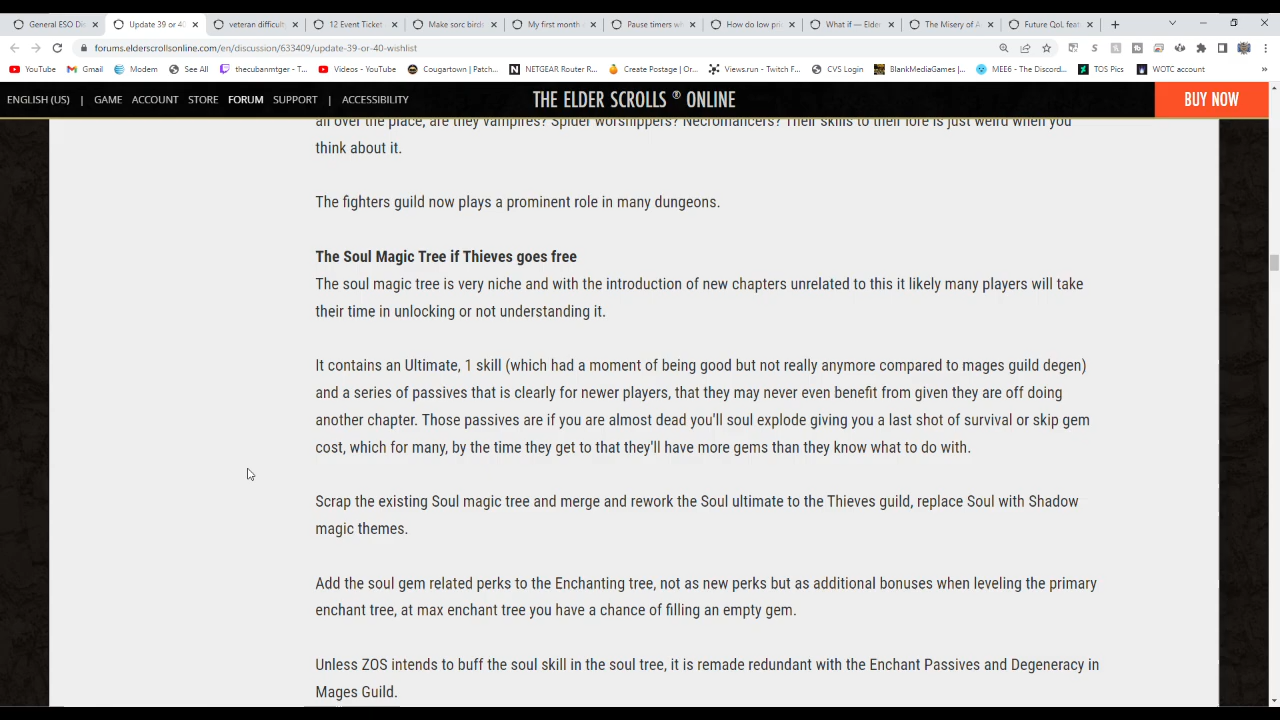 General ESO Di
Update 39 or 40
veteran difficult
12 Event Ticket
Make sorc birds
My first month
Pause timers wh
How do low pri
What if — Elder
The Misery of A
Future QoL feat
forums.elderscrollsonline.com/en/discussion/633409/update-39-or-40-wishlist
YouTube Gmail Modem See All thecubanmtger - T... Videos - YouTube Cougartown | Patch... NETGEAR Router R... Create Postage | Or... Views.run - Twitch F... CVS Login BlankMediaGames |... MEE6 - The Discord... TOS Pics WOTC account »
ENGLISH (US) | GAME ACCOUNT STORE FORUM SUPPORT | ACCESSIBILITY THE ELDER SCROLLS ® ONLINE BUY NOW
all over the place, are they vampires? Spider worshippers? Necromancers? Their skills to their lore is just weird when you
think about it.
The fighters guild now plays a prominent role in many dungeons.
The Soul Magic Tree if Thieves goes free
The soul magic tree is very niche and with the introduction of new chapters unrelated to this it likely many players will take
their time in unlocking or not understanding it.
It contains an Ultimate, 1 skill (which had a moment of being good but not really anymore compared to mages guild degen)
and a series of passives that is clearly for newer players, that they may never even benefit from given they are off doing
another chapter. Those passives are if you are almost dead you'll soul explode giving you a last shot of survival or skip gem
cost, which for many, by the time they get to that they'll have more gems than they know what to do with.
Scrap the existing Soul magic tree and merge and rework the Soul ultimate to the Thieves guild, replace Soul with Shadow
magic themes.
Add the soul gem related perks to the Enchanting tree, not as new perks but as additional bonuses when leveling the primary
enchant tree, at max enchant tree you have a chance of filling an empty gem.
Unless ZOS intends to buff the soul skill in the soul tree, it is remade redundant with the Enchant Passives and Degeneracy in
Mages Guild.